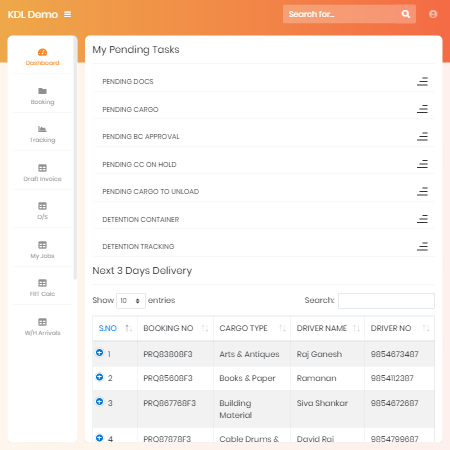 KDL Demo
Search for...
Dashboard
Booking
Tracking
Draft Invoice
O/S
My Jobs
FRT Calc
W/H Arrivals
My Pending Tasks
PENDING DOCS
PENDING CARGO
PENDING BC APPROVAL
PENDING CC ON HOLD
PENDING CARGO TO UNLOAD
DETENTION CONTAINER
DETENTION TRACKING
Next 3 Days Delivery
Show 10 entries Search:
S.NO BOOKING NO CARGO TYPE DRIVER NAME DRIVER NO
1 PRQ83808F3 Arts & Antiques Raj Ganesh 9854673487
2 PRQ85608F3 Books & Paper Ramanan 9854112387
3 PRQ867768F3 Building Siva Shankar 9854672687
Material
4 PRQ87878F3 Cable Drums & David Raj 9854799687